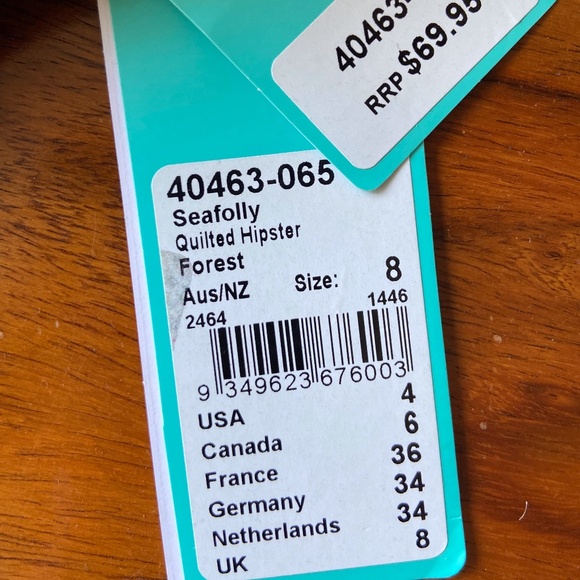 40463-
RRP $69.95
40463-065
Seafolly
Quilted Hipster
Forest
Aus/NZ Size: 8
2464 1446
9 349623 676003
USA 4
Canada 6
France 36
Germany 34
Netherlands 34
UK 8